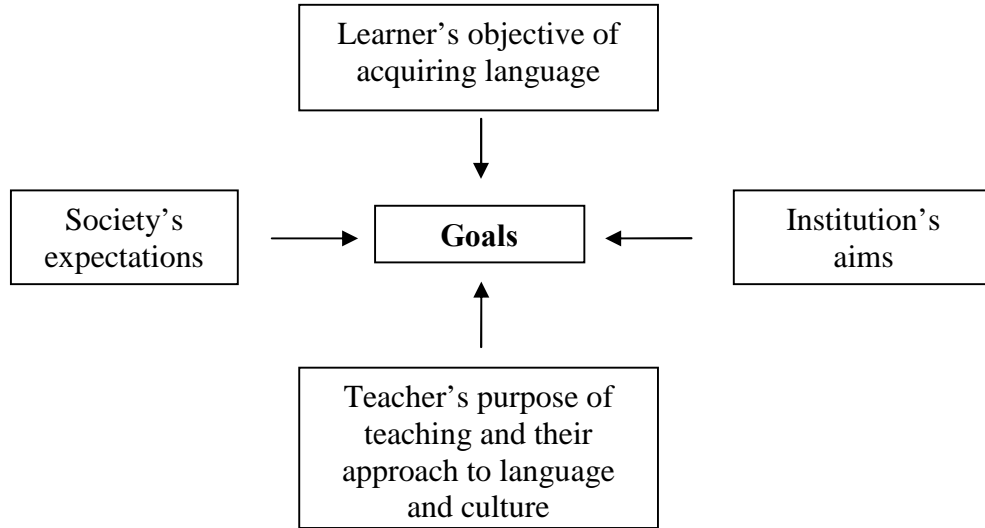 Learner’s objective of
acquiring language
Society’s
expectations
Goals
Institution’s
aims
Teacher’s purpose of
teaching and their
approach to language
and culture